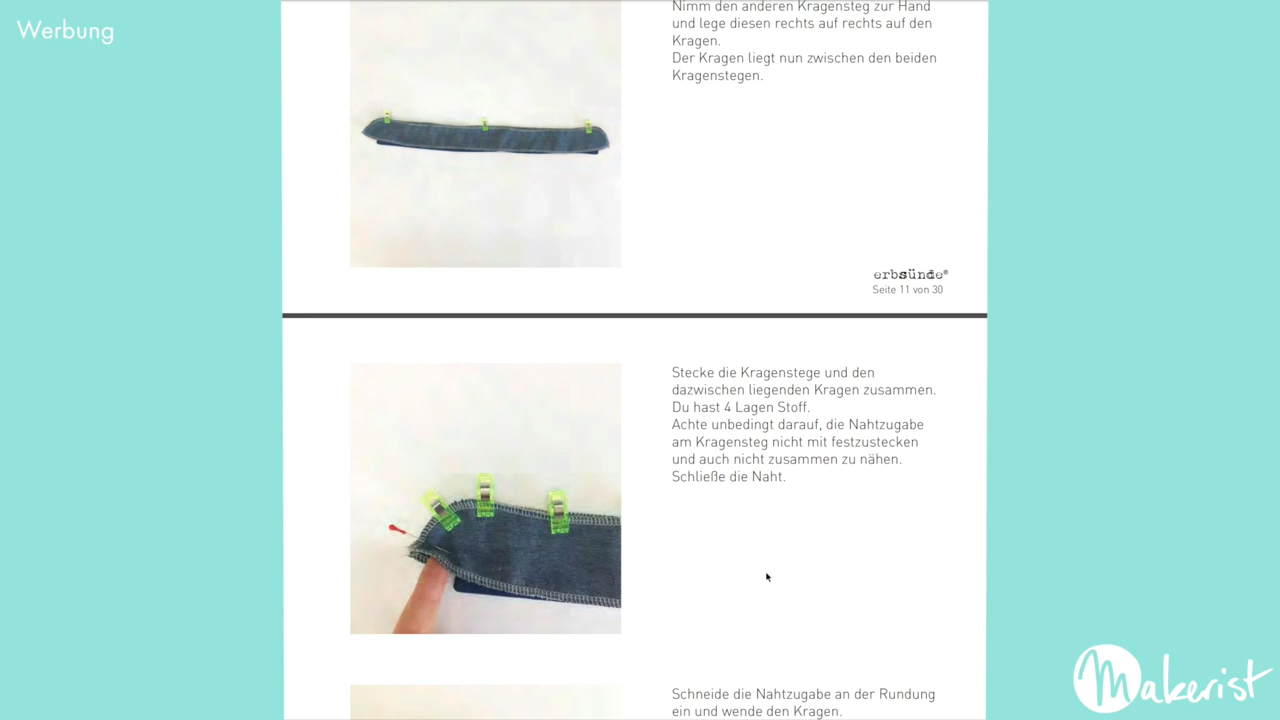 Werbung
Nimm den anderen Kragensteg zur Hand
und lege diesen rechts auf rechts auf den
Kragen.
Der Kragen liegt nun zwischen den beiden
Kragenstegen.
erbsünde®
Seite 11 von 30
Stecke die Kragenstege und den
dazwischen liegenden Kragen zusammen.
Du hast 4 Lagen Stoff.
Achte unbedingt darauf, die Nahtzugabe
am Kragensteg nicht mit festzustecken
und auch nicht zusammen zu nähen.
Schließe die Naht.
Schneide die Nahtzugabe an der Rundung
ein und wende den Kragen.
Makerist